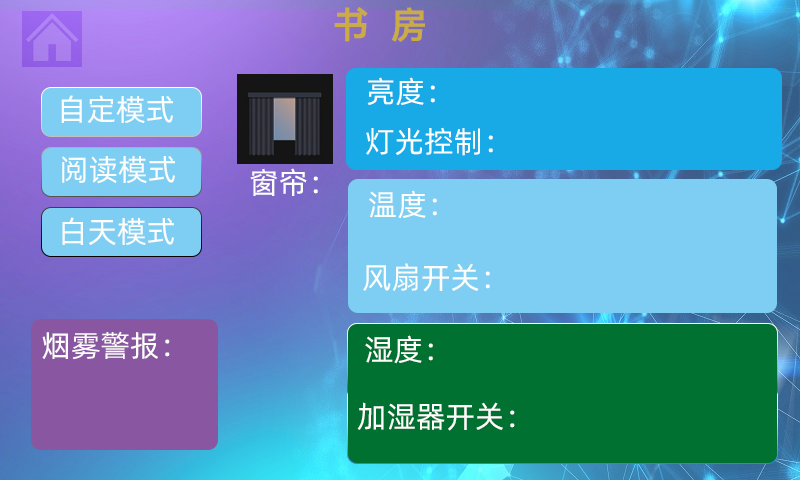 书 房
自定模式
阅读模式
白天模式
窗帘：
亮度：
灯光控制：
温度：
风扇开关：
烟雾警报：
湿度：
加湿器开关：